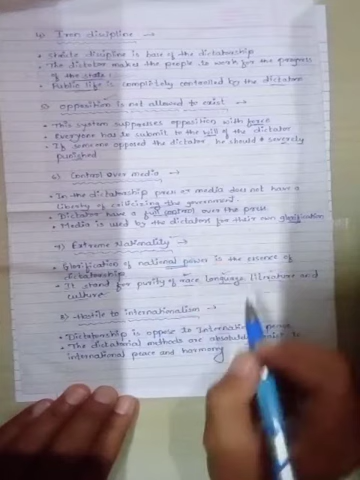 4) Iron discipline →
• Strict discipline is base of the dictatorship
• The dictator makes the people to work for the progress
of the state.
• Public life is completely controlled by the dictator
5) opposition is not allowed to exist →
• This system suppresses opposition with force
• Everyone has to submit to the will of the dictator
• If someone opposed the dictator he should severely
punished
6) Control over media →
• In the dictatorship press or media does not have a
liberty of criticizing the government
• Dictator have a full control over the press
• Media is used by the dictator for their own glorification
7) Extreme Nationality →
• Glorification of national power is the essence of
dictatorship
• It stand for purity of race language, literature and
culture
8) Hostile to internationalism →
• Dictatorship is oppose to International peace
• The dictatorial methods are absolutely
international peace and harmony